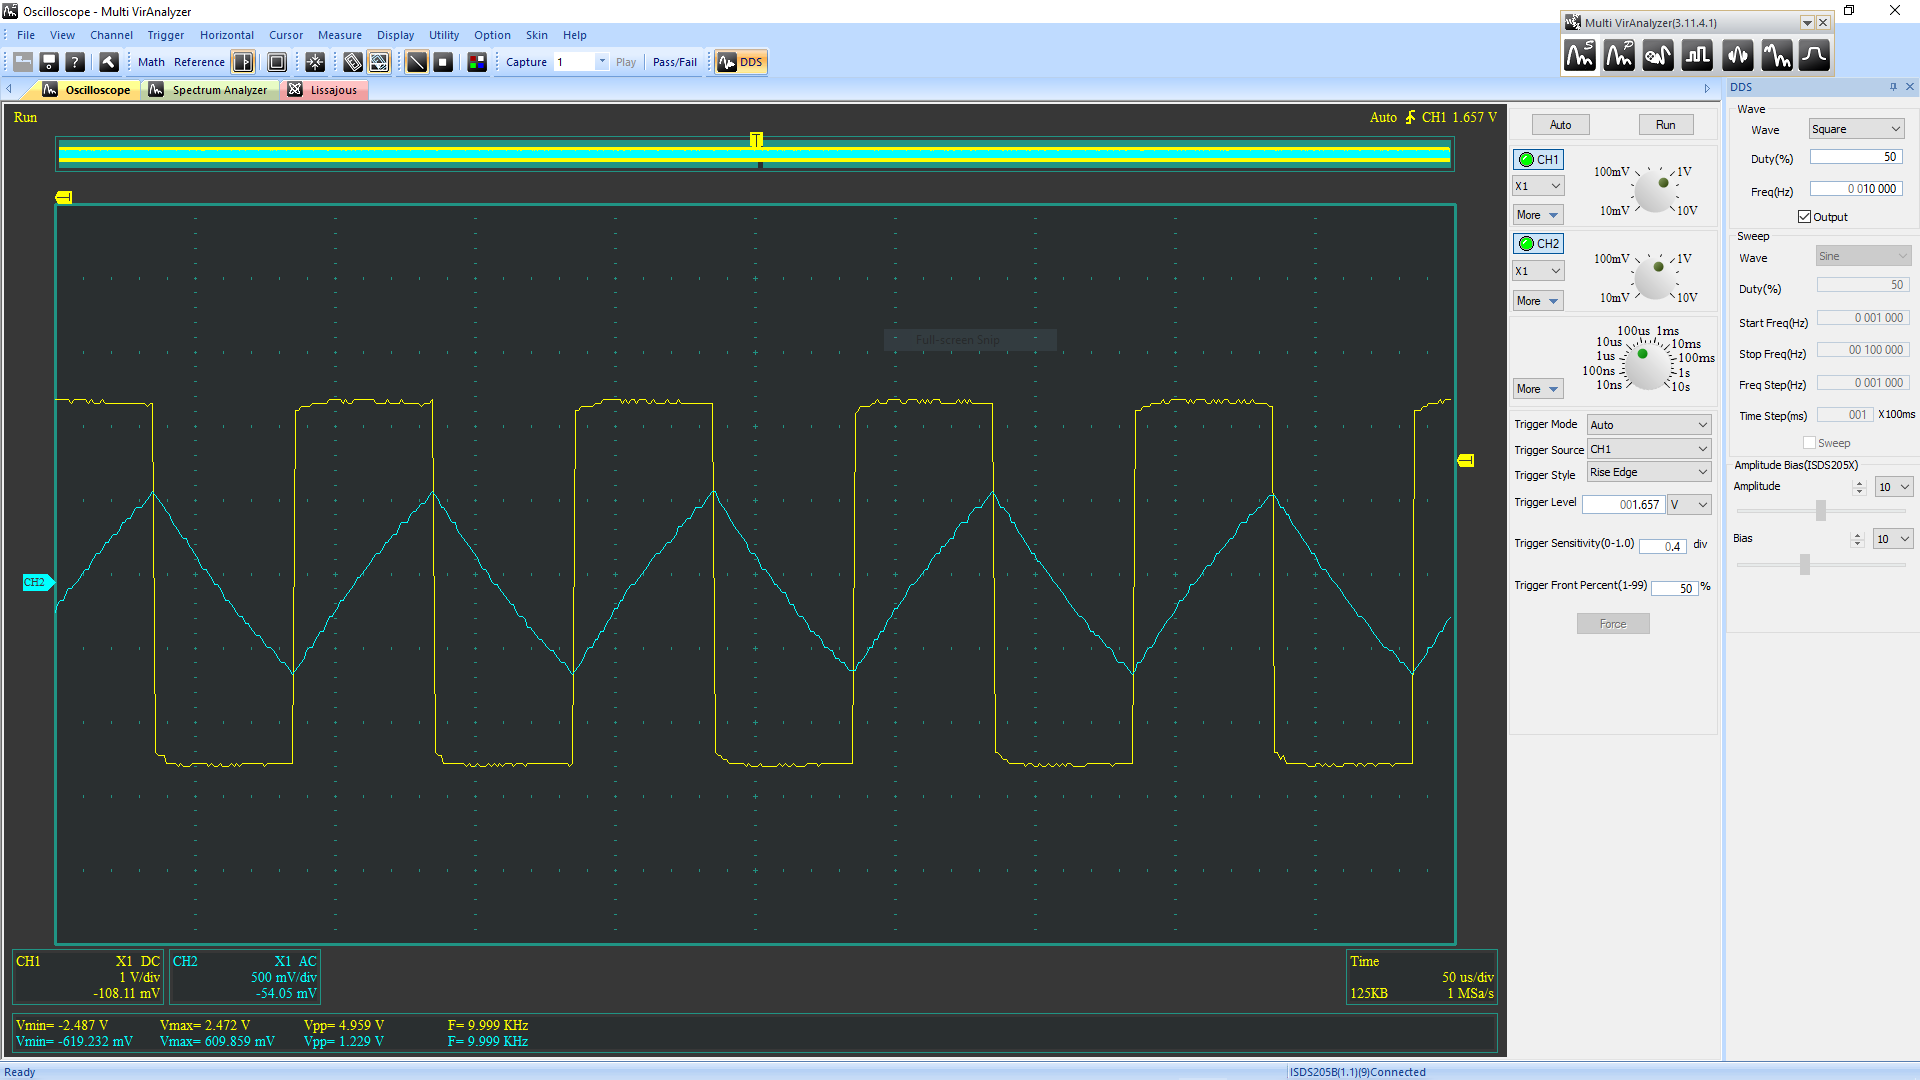 Oscilloscope - Multi VirAnalyzer
Multi VirAnalyzer(3.11.4.1)
File View Channel Trigger Horizontal Cursor Measure Display Utility Option Skin Help
Math Reference Capture 1 Play Pass/Fail DDS
Oscilloscope Spectrum Analyzer Lissajous
Run
Auto CH1 1.657 V
T
Full-screen Snip
CH2
CH1 X1 DC
1 V/div
-108.11 mV
CH2 X1 AC
500 mV/div
-54.05 mV
Time
50 us/div
125KB 1 MSa/s
Vmin= -2.487 V Vmax= 2.472 V Vpp= 4.959 V F= 9.999 KHz
Vmin= -619.232 mV Vmax= 609.859 mV Vpp= 1.229 V F= 9.999 KHz
Auto Run
CH1
X1
More
100mV 1V
10mV 10V
CH2
X1
More
100mV 1V
10mV 10V
100us 1ms
10us 10ms
1us 100ms
100ns 1s
10ns 10s
More
Trigger Mode Auto
Trigger Source CH1
Trigger Style Rise Edge
Trigger Level 001.657 V
Trigger Sensitivity(0-1.0) 0.4 div
Trigger Front Percent(1-99) 50 %
Force
DDS
Wave
Wave Square
Duty(%) 50
Freq(Hz) 0 010 000
Output
Sweep
Wave Sine
Duty(%) 50
Start Freq(Hz) 0 001 000
Stop Freq(Hz) 00 100 000
Freq Step(Hz) 0 001 000
Time Step(ms) 001 X100ms
Sweep
Amplitude Bias(ISDS205X)
Amplitude 10
Bias 10
Ready
ISDS205B(1.1)(9)Connected